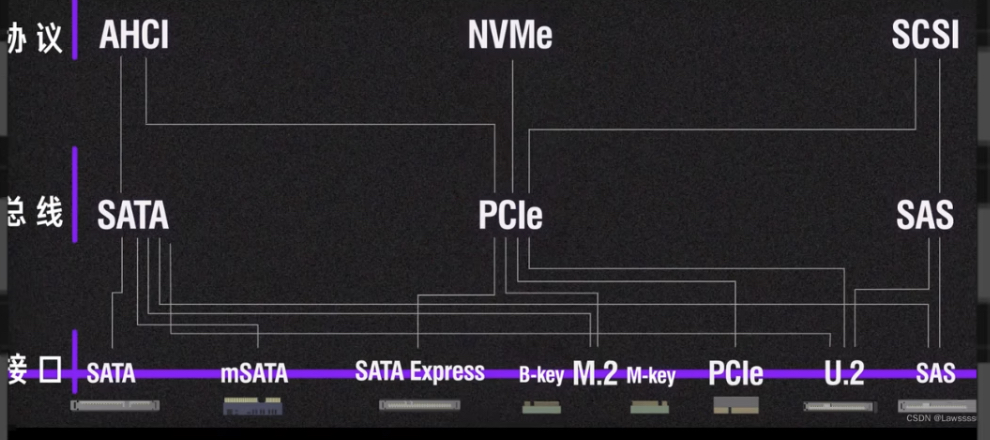 协议 AHCI NVMe SCSI
总线 SATA PCIe SAS
接口 SATA mSATA SATA Express B-key M.2 M-key PCIe U.2 SAS
CSDN @Lawssss